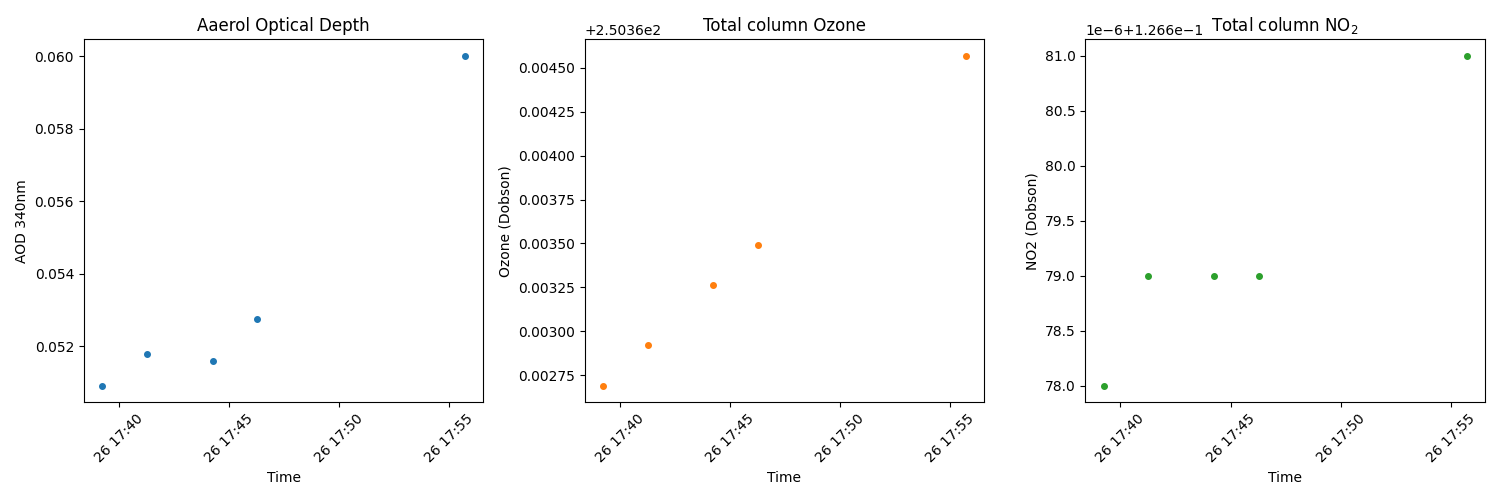 Aaerol Optical Depth
0.060
0.058
0.056
0.054
0.052
AOD 340nm
26 17:40
26 17:45
26 17:50
26 17:55
Time
Total column Ozone
+2.5036e2
0.00450
0.00425
0.00400
0.00375
0.00350
0.00325
0.00300
0.00275
Ozone (Dobson)
26 17:40
26 17:45
26 17:50
26 17:55
Time
Total column NO₂
1e−6+1.266e−1
81.0
80.5
80.0
79.5
79.0
78.5
78.0
NO2 (Dobson)
26 17:40
26 17:45
26 17:50
26 17:55
Time